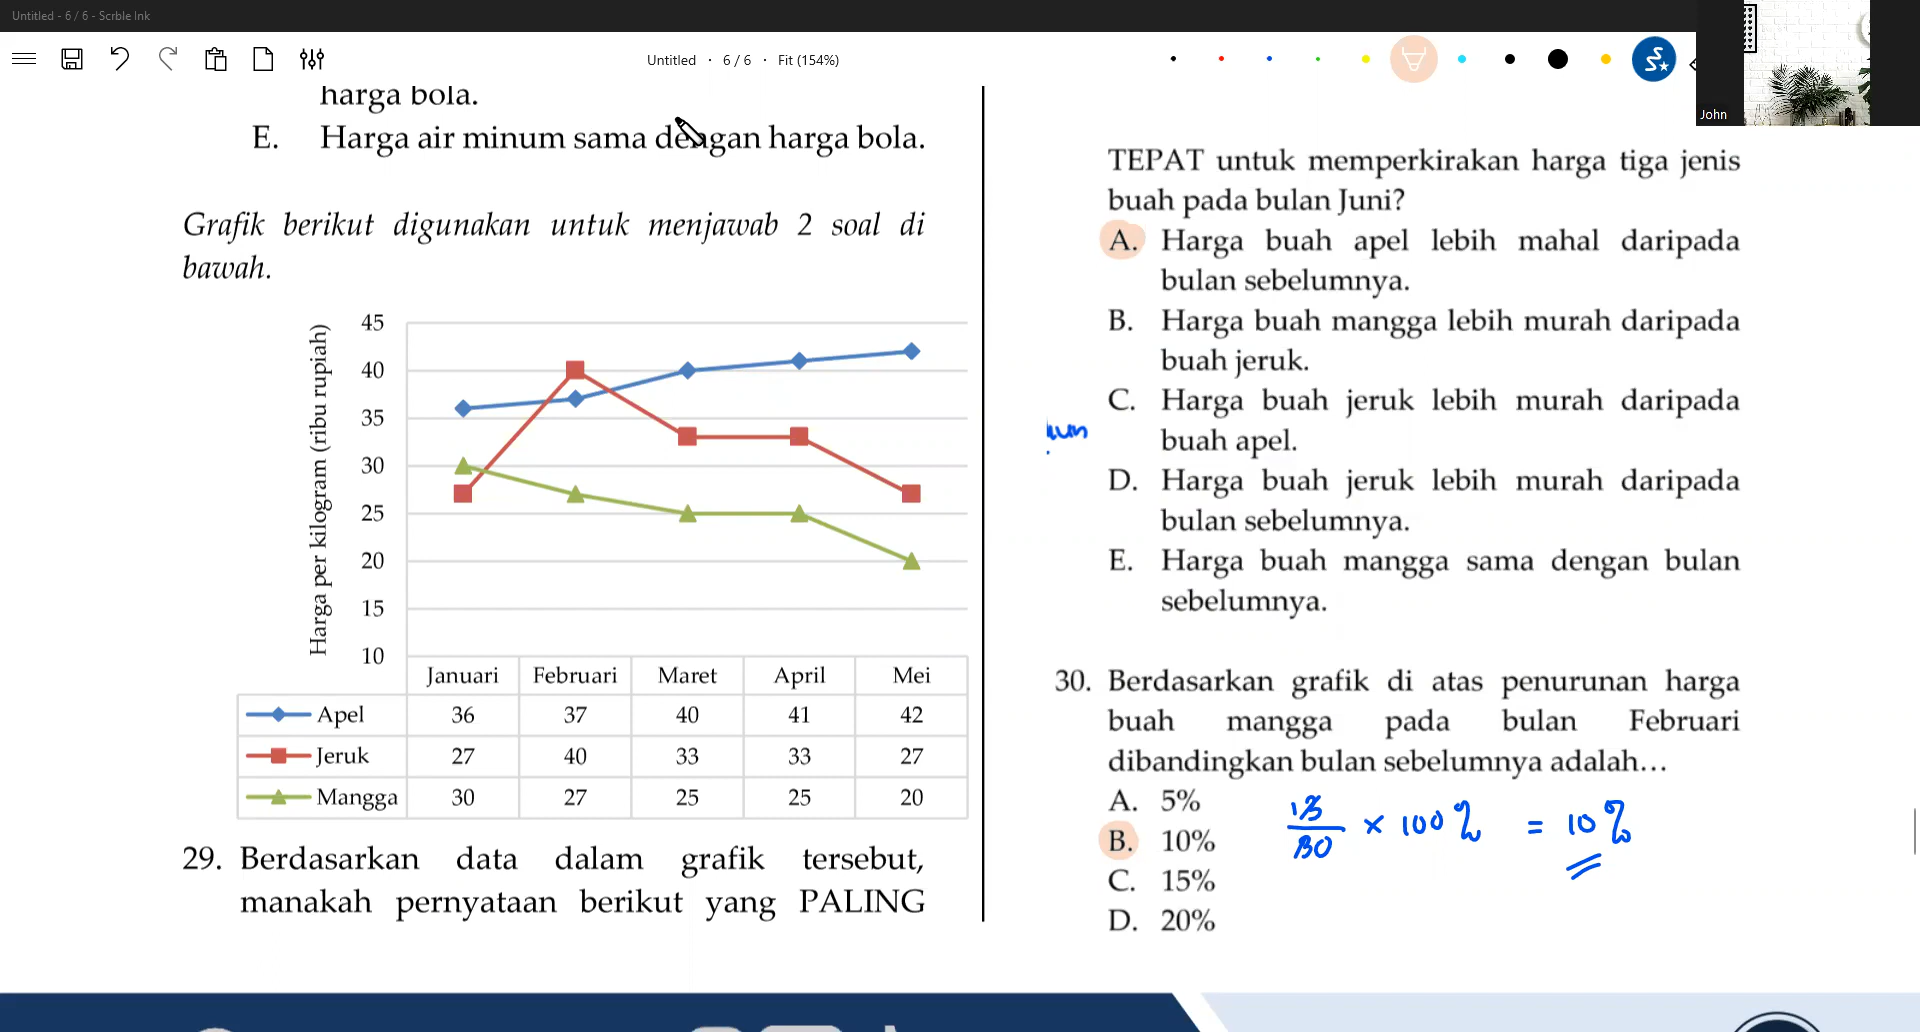 Untitled - 6 / 6 - Scrble Ink
Untitled · 6 / 6 · Fit (154%)
John
harga bola.
E. Harga air minum sama dengan harga bola.
Grafik berikut digunakan untuk menjawab 2 soal di
bawah.
Harga per kilogram (ribu rupiah)
45
40
35
30
25
20
15
10
Januari Februari Maret April Mei
Apel 36 37 40 41 42
Jeruk 27 40 33 33 27
Mangga 30 27 25 25 20
29. Berdasarkan data dalam grafik tersebut,
manakah pernyataan berikut yang PALING
TEPAT untuk memperkirakan harga tiga jenis
buah pada bulan Juni?
A. Harga buah apel lebih mahal daripada
bulan sebelumnya.
B. Harga buah mangga lebih murah daripada
buah jeruk.
C. Harga buah jeruk lebih murah daripada
buah apel.
D. Harga buah jeruk lebih murah daripada
bulan sebelumnya.
E. Harga buah mangga sama dengan bulan
sebelumnya.
30. Berdasarkan grafik di atas penurunan harga
buah mangga pada bulan Februari
dibandingkan bulan sebelumnya adalah...
A. 5%
B. 10%
C. 15%
D. 20%
× 100% = 10%